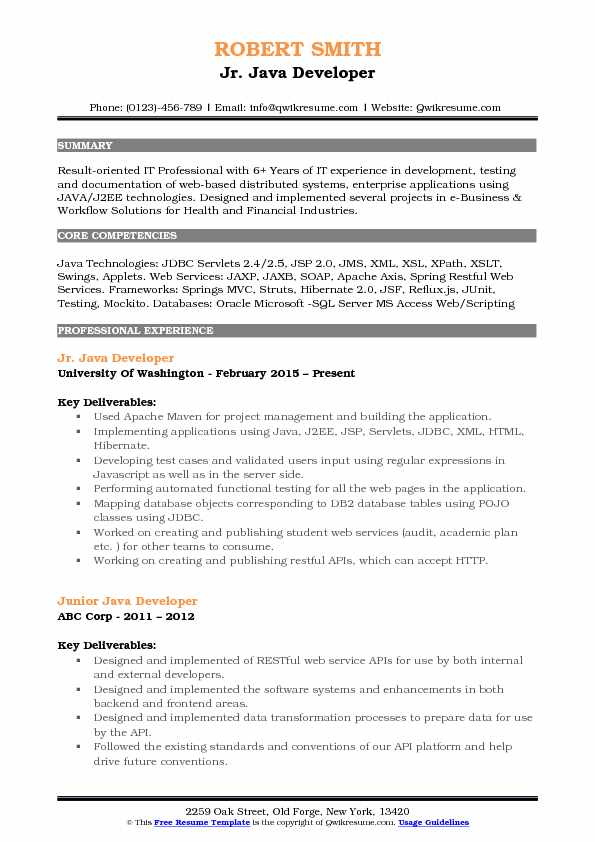 ROBERT SMITH
Jr. Java Developer
Phone: (0123)-456-789 | Email: info@qwikresume.com | Website: Qwikresume.com
SUMMARY
Result-oriented IT Professional with 6+ Years of IT experience in development, testing
and documentation of web-based distributed systems, enterprise applications using
JAVA/J2EE technologies. Designed and implemented several projects in e-Business &
Workflow Solutions for Health and Financial Industries.
CORE COMPETENCIES
Java Technologies: JDBC Servlets 2.4/2.5, JSP 2.0, JMS, XML, XSL, XPath, XSLT,
Swings, Applets. Web Services: JAXP, JAXB, SOAP, Apache Axis, Spring Restful Web
Services. Frameworks: Springs MVC, Struts, Hibernate 2.0, JSF, Reflux.js, JUnit,
Testing, Mockito. Databases: Oracle Microsoft -SQL Server MS Access Web/Scripting
PROFESSIONAL EXPERIENCE
Jr. Java Developer
University Of Washington - February 2015 – Present
Key Deliverables:
▪ Used Apache Maven for project management and building the application.
▪ Implementing applications using Java, J2EE, JSP, Servlets, JDBC, XML, HTML,
Hibernate.
▪ Developing test cases and validated users input using regular expressions in
Javascript as well as in the server side.
▪ Performing automated functional testing for all the web pages in the application.
▪ Mapping database objects corresponding to DB2 database tables using POJO
classes using JDBC.
▪ Worked on creating and publishing student web services (audit, academic plan
etc. ) for other teams to consume.
▪ Working on creating and publishing restful APIs, which can accept HTTP.
Junior Java Developer
ABC Corp - 2011 – 2012
Key Deliverables:
▪ Designed and implemented of RESTful web service APIs for use by both internal
and external developers.
▪ Designed and implemented the software systems and enhancements in both
backend and frontend areas.
▪ Designed and implemented data transformation processes to prepare data for use
by the API.
▪ Followed the existing standards and conventions of our API platform and help
drive future conventions.
2259 Oak Street, Old Forge, New York, 13420
© This Free Resume Template is the copyright of Qwikresume.com. Usage Guidelines